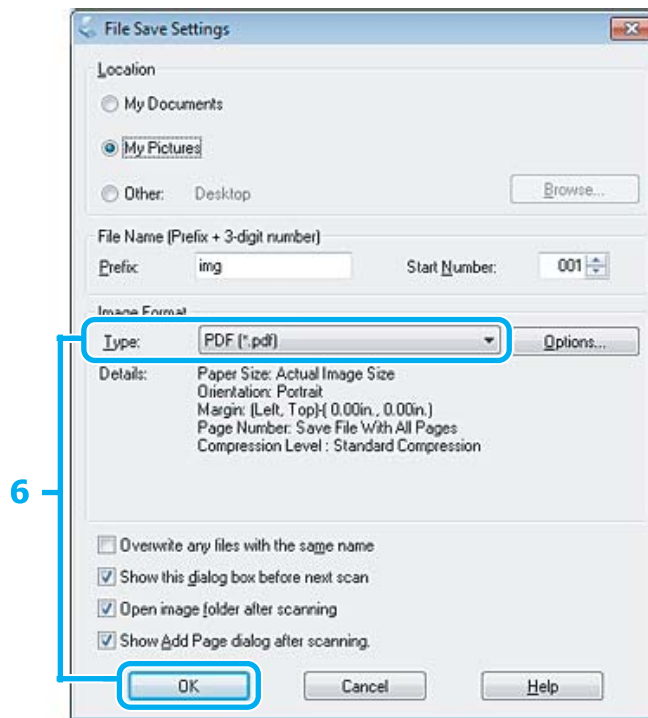 File Save Settings
Location
My Documents
My Pictures
Other: Desktop Browse...
File Name (Prefix + 3-digit number)
Prefix img Start Number: 001
Image Format
Type: PDF (*.pdf) Options...
Details: Paper Size: Actual Image Size
Orientation: Portrait
Margin: (Left, Top)-( 0.00in., 0.00in.)
Page Number: Save File With All Pages
Compression Level : Standard Compression
6
Overwrite any files with the same name
Show this dialog box before next scan
Open image folder after scanning
Show Add Page dialog after scanning.
OK Cancel Help